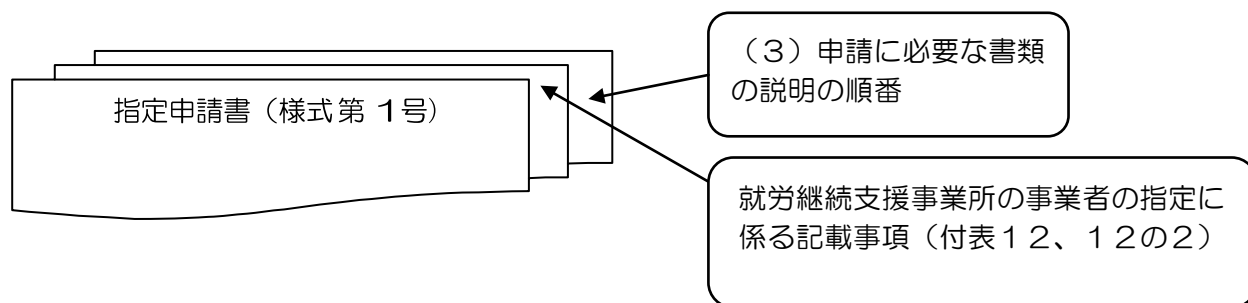 指定申請書（様式第１号）
（３）申請に必要な書類
の説明の順番
就労継続支援事業所の事業者の指定に
係る記載事項（付表１２、１２の２）